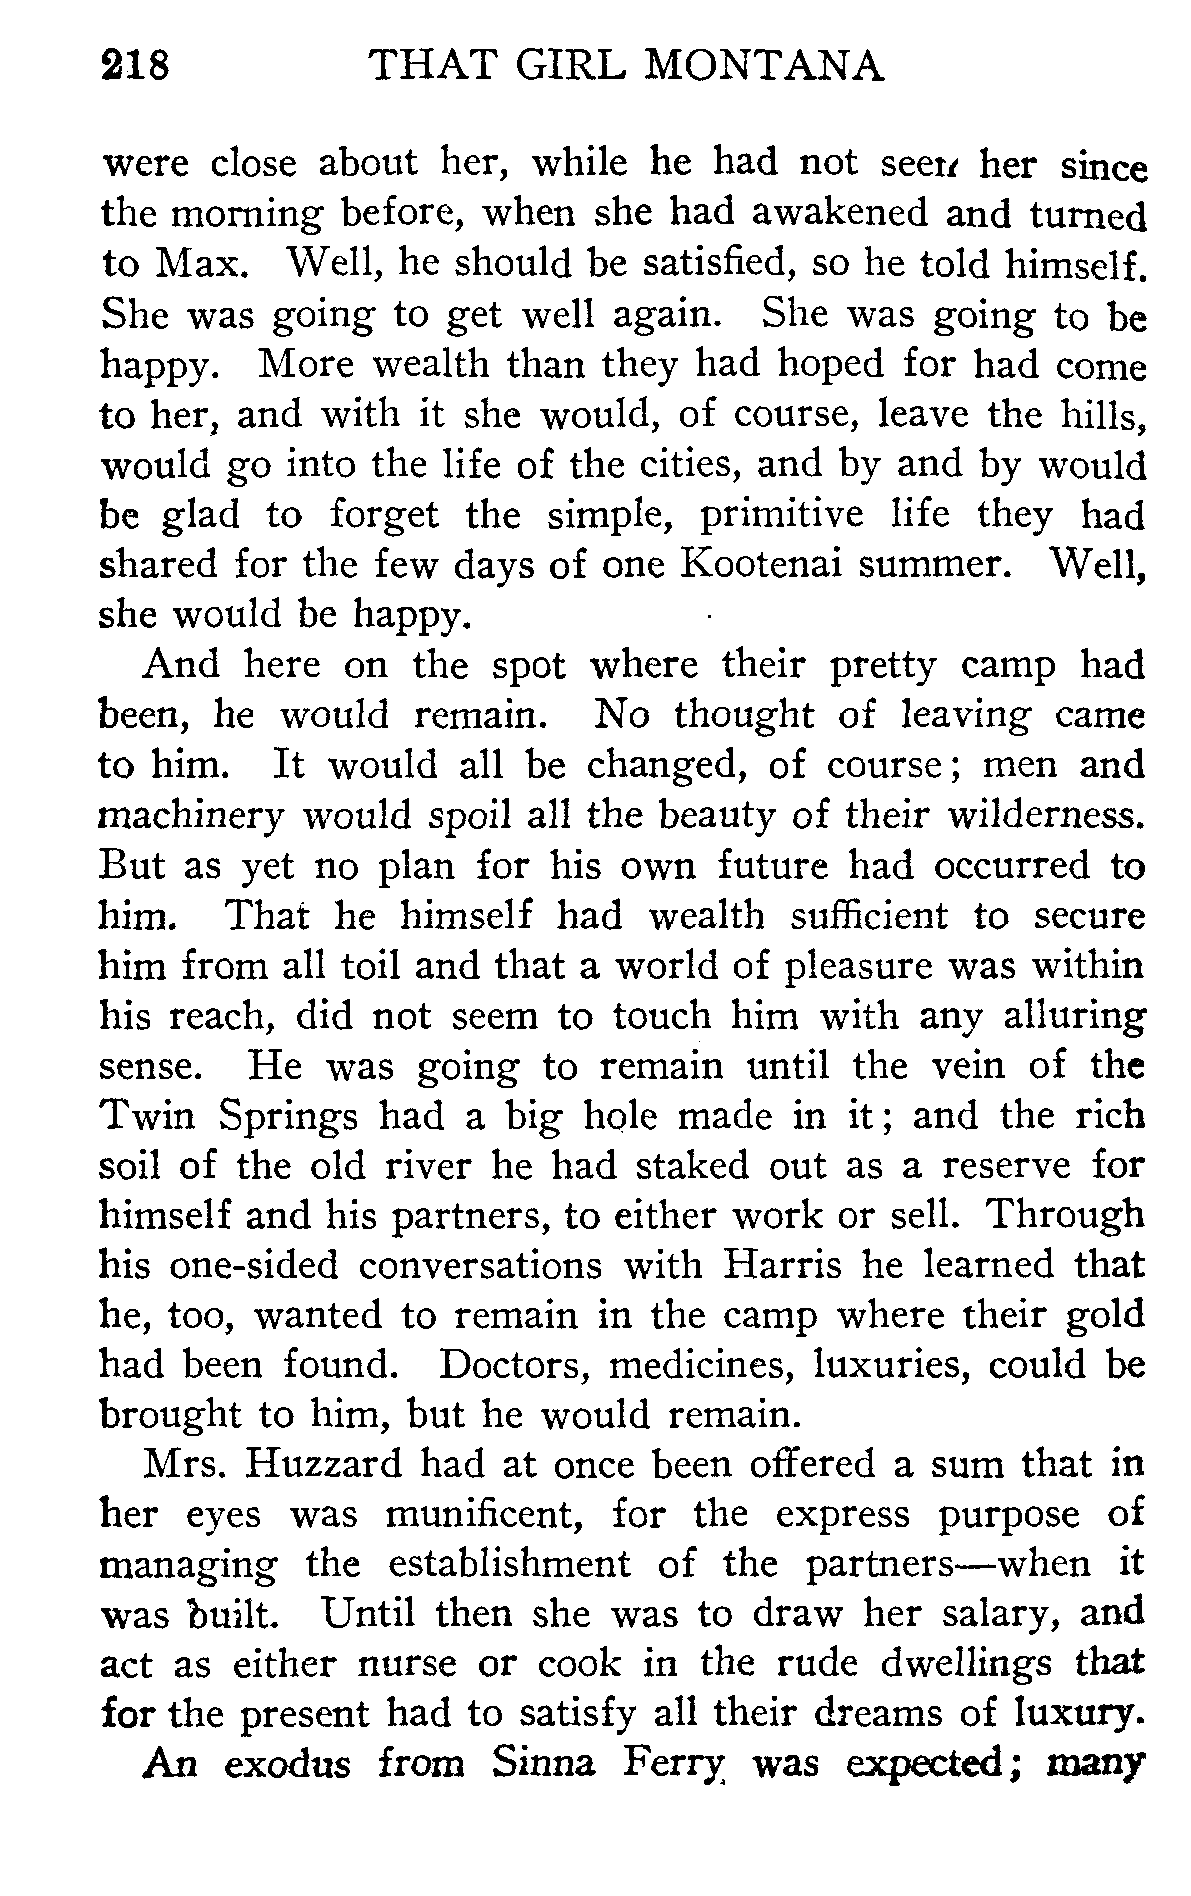 218 THAT GIRL MONTANA
were close about her, while he had not seen her since
the morning before, when she had awakened and turned
to Max. Well, he should be satisfied, so he told himself.
She was going to get well again. She was going to be
happy. More wealth than they had hoped for had come
to her, and with it she would, of course, leave the hills,
would go into the life of the cities, and by and by would
be glad to forget the simple, primitive life they had
shared for the few days of one Kootenai summer. Well,
she would be happy.
And here on the spot where their pretty camp had
been, he would remain. No thought of leaving came
to him. It would all be changed, of course; men and
machinery would spoil all the beauty of their wilderness.
But as yet no plan for his own future had occurred to
him. That he himself had wealth sufficient to secure
him from all toil and that a world of pleasure was within
his reach, did not seem to touch him with any alluring
sense. He was going to remain until the vein of the
Twin Springs had a big hole made in it; and the rich
soil of the old river he had staked out as a reserve for
himself and his partners, to either work or sell. Through
his one-sided conversations with Harris he learned that
he, too, wanted to remain in the camp where their gold
had been found. Doctors, medicines, luxuries, could be
brought to him, but he would remain.
Mrs. Huzzard had at once been offered a sum that in
her eyes was munificent, for the express purpose of
managing the establishment of the partners—when it
was built. Until then she was to draw her salary, and
act as either nurse or cook in the rude dwellings that
for the present had to satisfy all their dreams of luxury.
An exodus from Sinna Ferry was expected; many